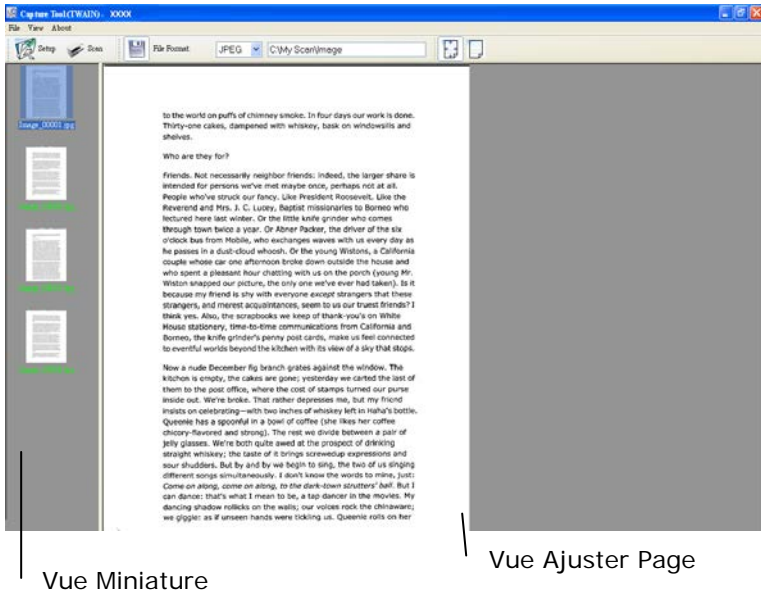 Capture Tool(TWAIN) - XXXX
File View About
Setup Scan File Format: JPEG C:\My Scan\Image
Image_00001.jpg
to the world on puffs of chimney smoke. In four days our work is done.
Thirty-one cakes, dampened with whiskey, bask on windowsills and
shelves.
Who are they for?
Friends. Not necessarily neighbor friends: indeed, the larger share is
intended for persons we've met maybe once, perhaps not at all.
People who've struck our fancy. Like President Roosevelt. Like the
Reverend and Mrs. J. C. Lucey, Baptist missionaries to Borneo who
lectured here last winter. Or the little knife grinder who comes
through town twice a year. Or Abner Packer, the driver of the six
o'clock bus from Mobile, who exchanges waves with us every day as
he passes in a dust-cloud whoosh. Or the young Wistons, a California
couple whose car one afternoon broke down outside the house and
who spent a pleasant hour chatting with us on the porch (young Mr.
Wiston snapped our picture, the only one we've ever had taken). Is it
because my friend is shy with everyone except strangers that these
strangers, and merest acquaintances, seem to us our truest friends? I
think yes. Also, the scrapbooks we keep of thank-you's on White
House stationery, time-to-time communications from California and
Borneo, the knife grinder's penny post cards, make us feel connected
to eventful worlds beyond the kitchen with its view of a sky that stops.
Now a nude December fig branch grates against the window. The
kitchen is empty, the cakes are gone; yesterday we carted the last of
them to the post office, where the cost of stamps turned our purse
inside out. We're broke. That rather depresses me, but my friend
insists on celebrating—with two inches of whiskey left in Haha's bottle.
Queenie has a spoonful in a bowl of coffee (she likes her coffee
chicory-flavored and strong). The rest we divide between a pair of
jelly glasses. We're both quite awed at the prospect of drinking
straight whiskey; the taste of it brings screwedup expressions and
sour shudders. But by and by we begin to sing, the two of us singing
different songs simultaneously. I don't know the words to mine, just:
Come on along, come on along, to the dark-town strutters' ball. But I
can dance: that's what I mean to be, a tap dancer in the movies. My
dancing shadow rollicks on the walls; our voices rock the chinaware;
we giggle: as if unseen hands were tickling us. Queenie rolls on her
Vue Ajuster Page
Vue Miniature